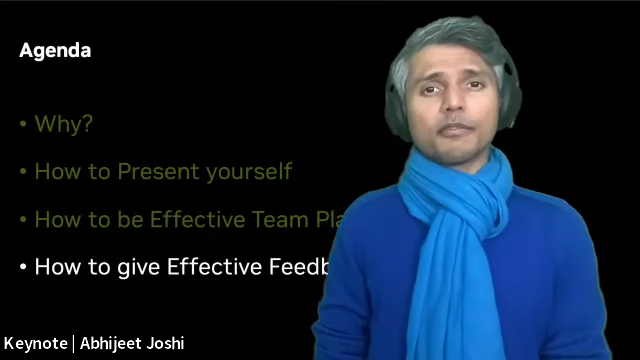 Agenda
• Why?
• How to Present yourself
• How to be Effective Team Pla
• How to give Effective Feedb
Keynote | Abhijeet Joshi